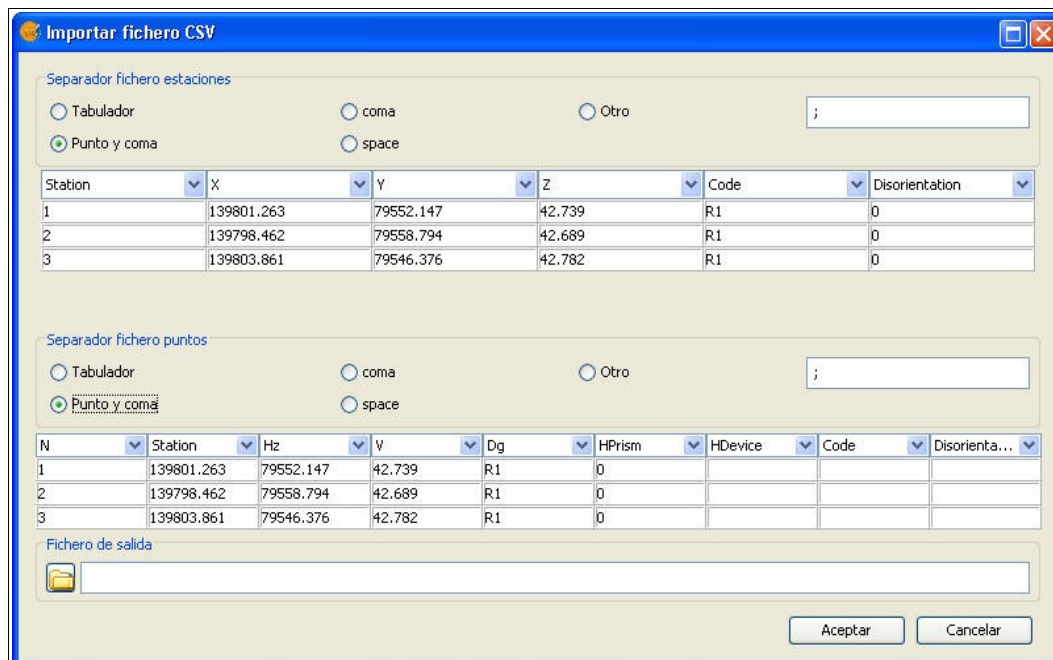 Importar fichero CSV
Separador fichero estaciones
Tabulador coma Otro ;
Punto y coma space
Station X Y Z Code Disorientation
1 139801.263 79552.147 42.739 R1 0
2 139798.462 79558.794 42.689 R1 0
3 139803.861 79546.376 42.782 R1 0
Separador fichero puntos
Tabulador coma Otro ;
Punto y coma space
N Station Hz V Dg HPrism HDevice Code Disorienta...
1 139801.263 79552.147 42.739 R1 0
2 139798.462 79558.794 42.689 R1 0
3 139803.861 79546.376 42.782 R1 0
Fichero de salida
Aceptar Cancelar